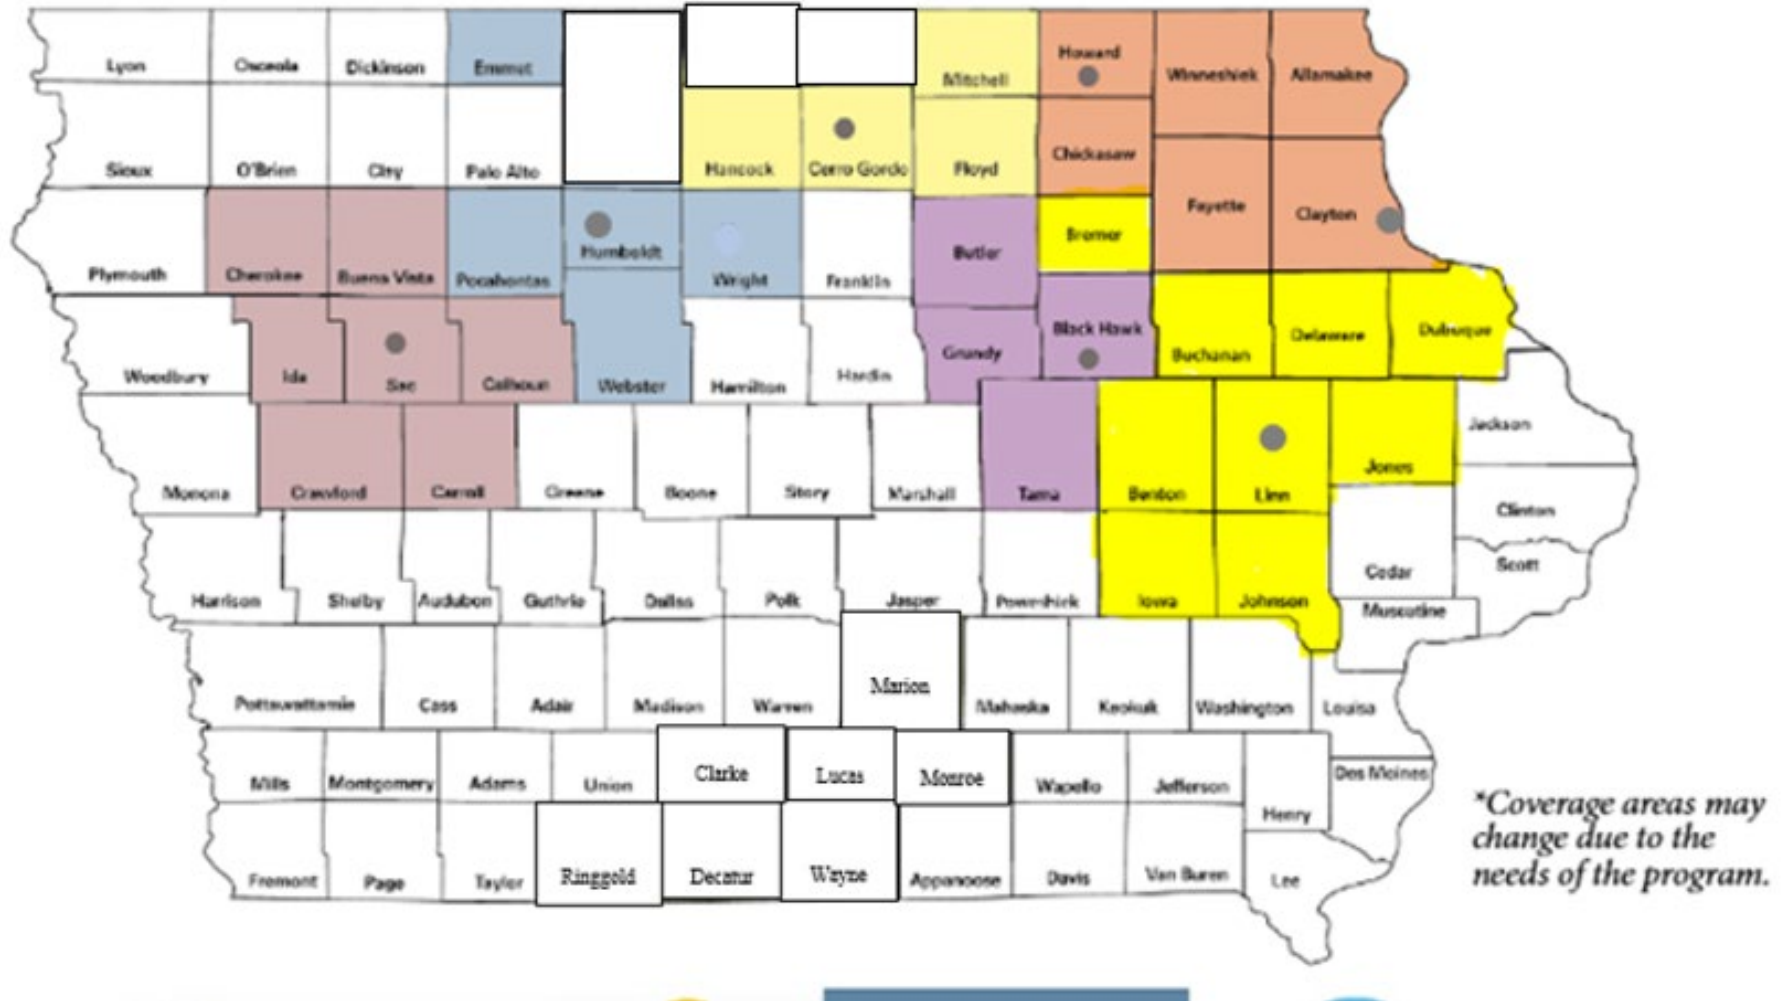 Lyon
Osceola
Dickinson
Emmet
Mitchell
Howard
Winneshiek
Allamakee
Sioux
O'Brien
Clay
Palo Alto
Hancock
Cerro Gordo
Floyd
Chickasaw
Fayette
Clayton
Plymouth
Cherokee
Buena Vista
Pocahontas
Humboldt
Wright
Franklin
Butler
Bremer
Woodbury
Ida
Sac
Calhoun
Webster
Hamilton
Hardin
Grundy
Black Hawk
Buchanan
Delaware
Dubuque
Monona
Crawford
Carroll
Greene
Boone
Story
Marshall
Tama
Benton
Linn
Jones
Jackson
Clinton
Harrison
Shelby
Audubon
Guthrie
Dallas
Polk
Jasper
Poweshiek
Iowa
Johnson
Cedar
Scott
Muscatine
Pottawattamie
Cass
Adair
Madison
Warren
Marion
Mahaska
Keokuk
Washington
Louisa
Mills
Montgomery
Adams
Union
Clarke
Lucas
Monroe
Wapello
Jefferson
Henry
Des Moines
Fremont
Page
Taylor
Ringgold
Decatur
Wayne
Appanoose
Davis
Van Buren
Lee
*Coverage areas may
change due to the
needs of the program.